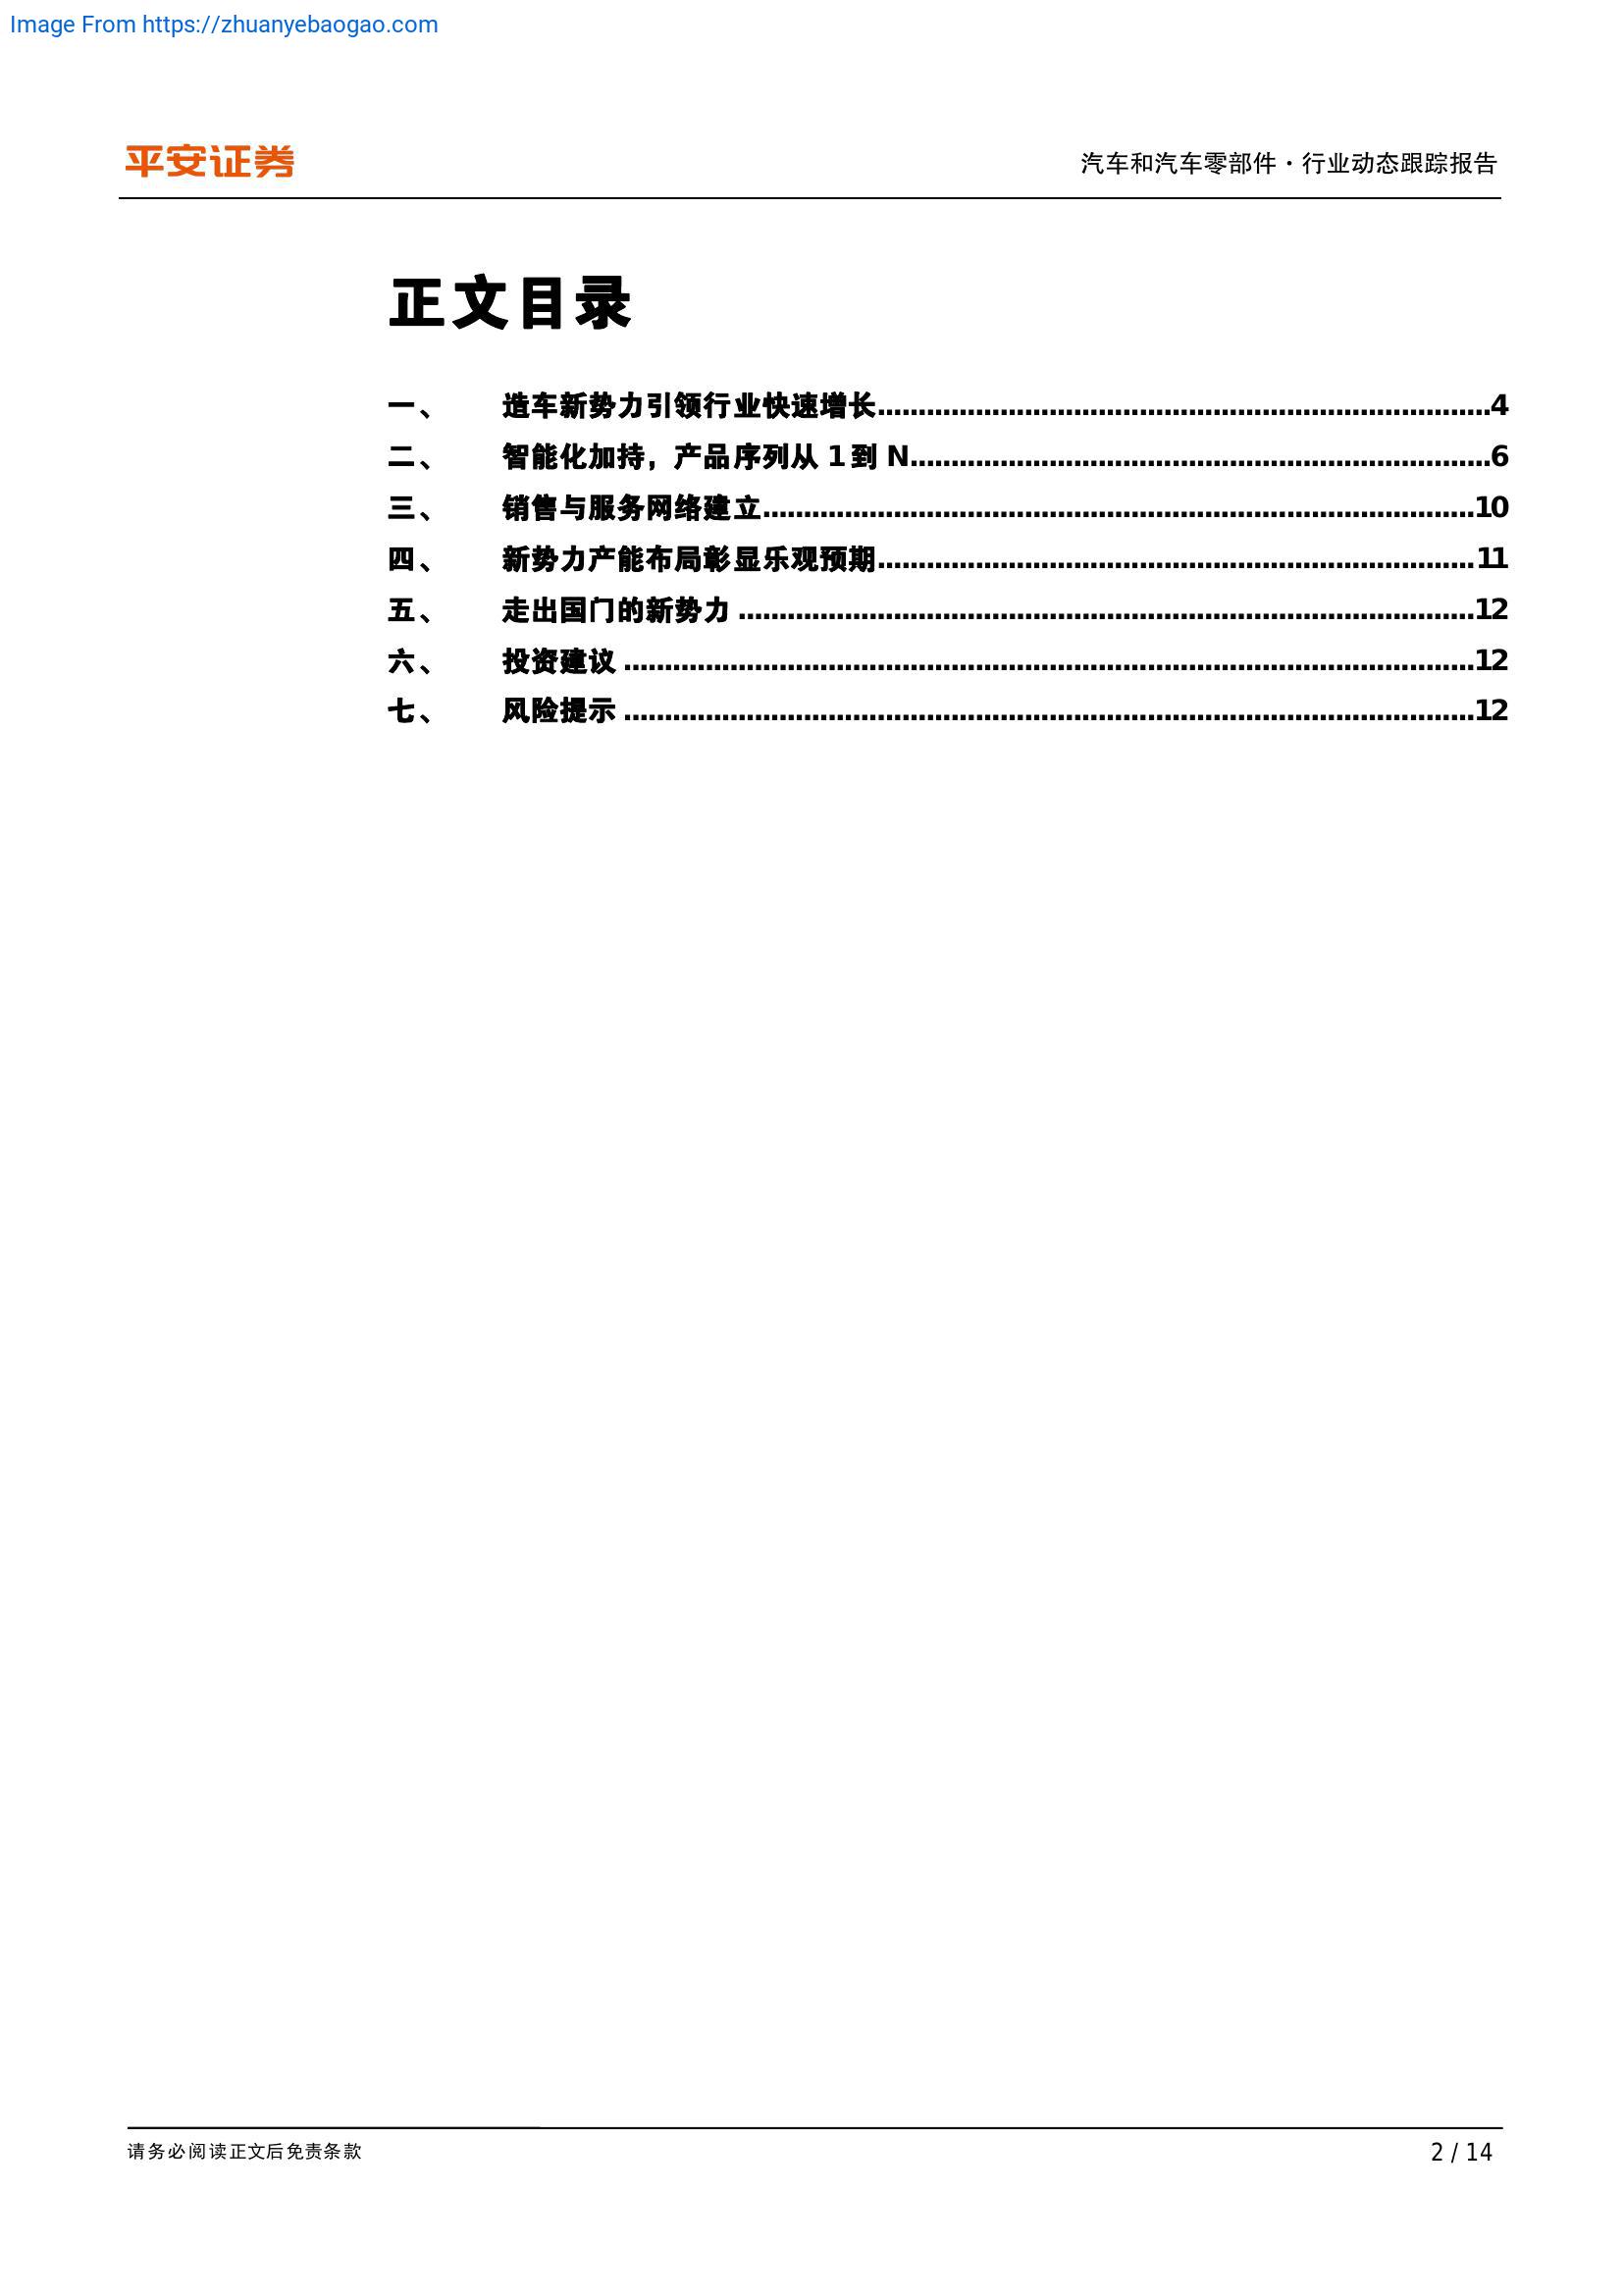 Image From https://zhuanyebaogao.com
平安证券
汽车和汽车零部件·行业动态跟踪报告
正文目录
一、 造车新势力引领行业快速增长........................................................................4
二、 智能化加持，产品序列从 1 到 N....................................................................6
三、 销售与服务网络建立....................................................................................10
四、 新势力产能布局彰显乐观预期......................................................................11
五、 走出国门的新势力 .......................................................................................12
六、 投资建议 ....................................................................................................12
七、 风险提示 ....................................................................................................12
请务必阅读正文后免责条款
2 / 14